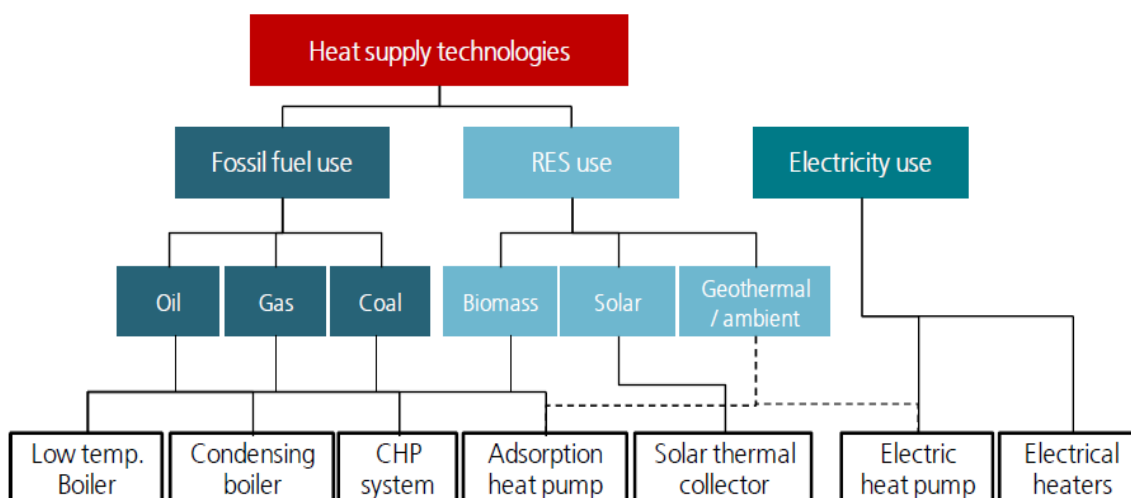 Heat supply technologies
Fossil fuel use
RES use
Electricity use
Oil
Gas
Coal
Biomass
Solar
Geothermal
/ ambient
Low temp.
Boiler
Condensing
boiler
CHP
system
Adsorption
heat pump
Solar thermal
collector
Electric
heat pump
Electrical
heaters